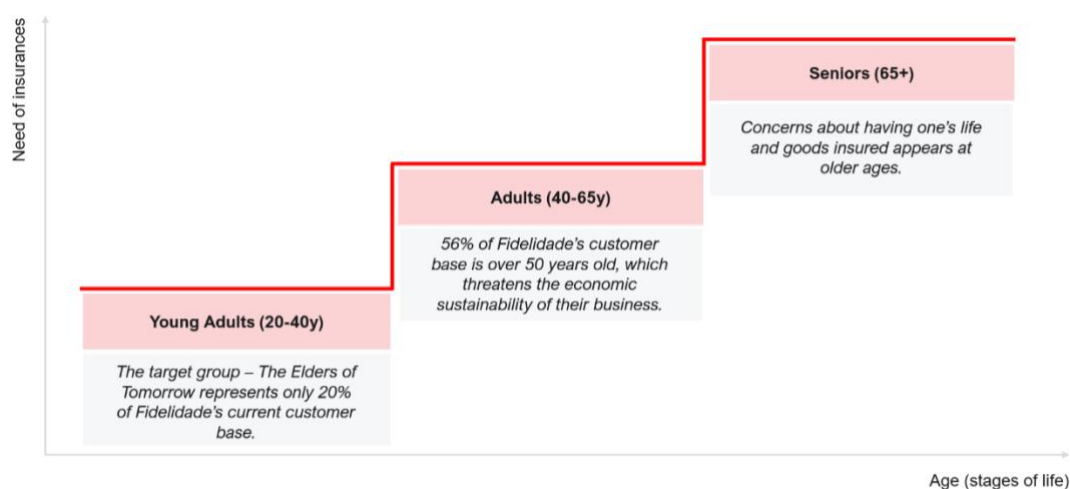 Need of insurances
Seniors (65+)
Concerns about having one's life
and goods insured appears at
older ages.
Adults (40-65y)
56% of Fidelidade's customer
base is over 50 years old, which
threatens the economic
sustainability of their business.
Young Adults (20-40y)
The target group – The Elders of
Tomorrow represents only 20%
of Fidelidade's current customer
base.
Age (stages of life)